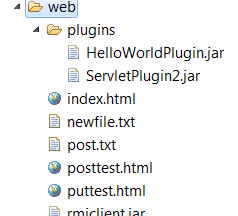 web
plugins
HelloWorldPlugin.jar
ServletPlugin2.jar
index.html
newfile.txt
post.txt
posttest.html
puttest.html
rmiclient.jar